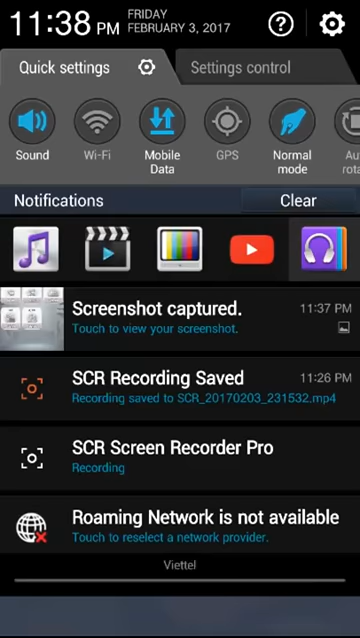 11:38 PM
FRIDAY
FEBRUARY 3, 2017
Quick settings
Settings control
Sound
Wi-Fi
Mobile
Data
GPS
Normal
mode
Au
rota
Notifications
Clear
Screenshot captured.
11:37 PM
Touch to view your screenshot.
SCR Recording Saved
11:26 PM
Recording saved to SCR_20170203_231532.mp4
SCR Screen Recorder Pro
Recording
Roaming Network is not available
Touch to reselect a network provider.
Viettel